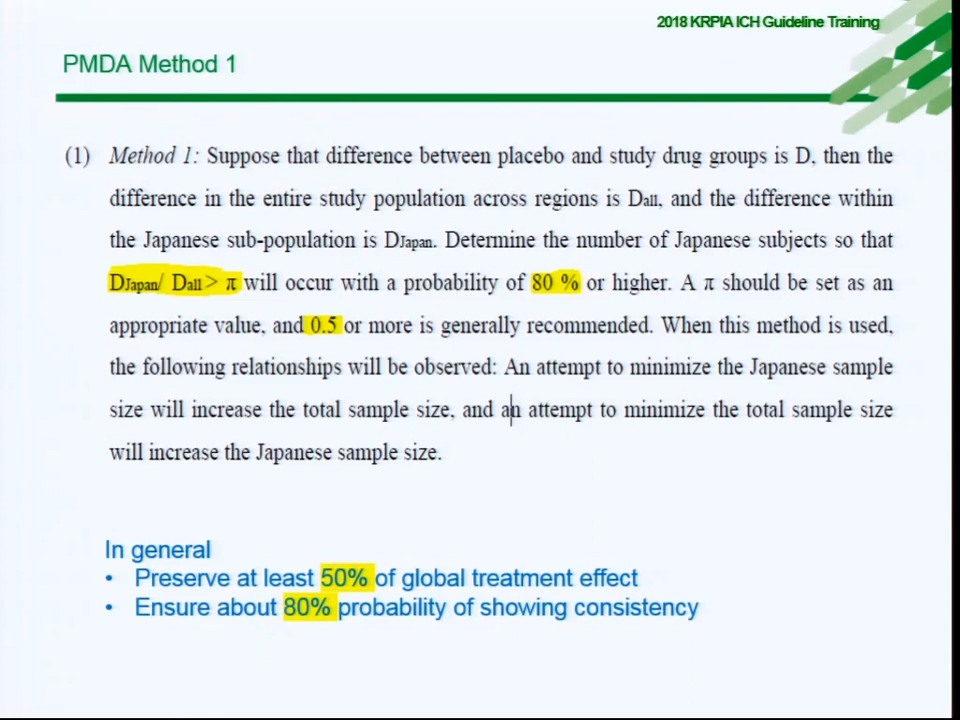 2018 KRPIA ICH Guideline Training
PMDA Method 1
(1) Method 1: Suppose that difference between placebo and study drug groups is D, then the
difference in the entire study population across regions is Dall, and the difference within
the Japanese sub-population is DJapan. Determine the number of Japanese subjects so that
DJapan/ Dall > π will occur with a probability of 80 % or higher. A π should be set as an
appropriate value, and 0.5 or more is generally recommended. When this method is used,
the following relationships will be observed: An attempt to minimize the Japanese sample
size will increase the total sample size, and an attempt to minimize the total sample size
will increase the Japanese sample size.
In general
• Preserve at least 50% of global treatment effect
• Ensure about 80% probability of showing consistency